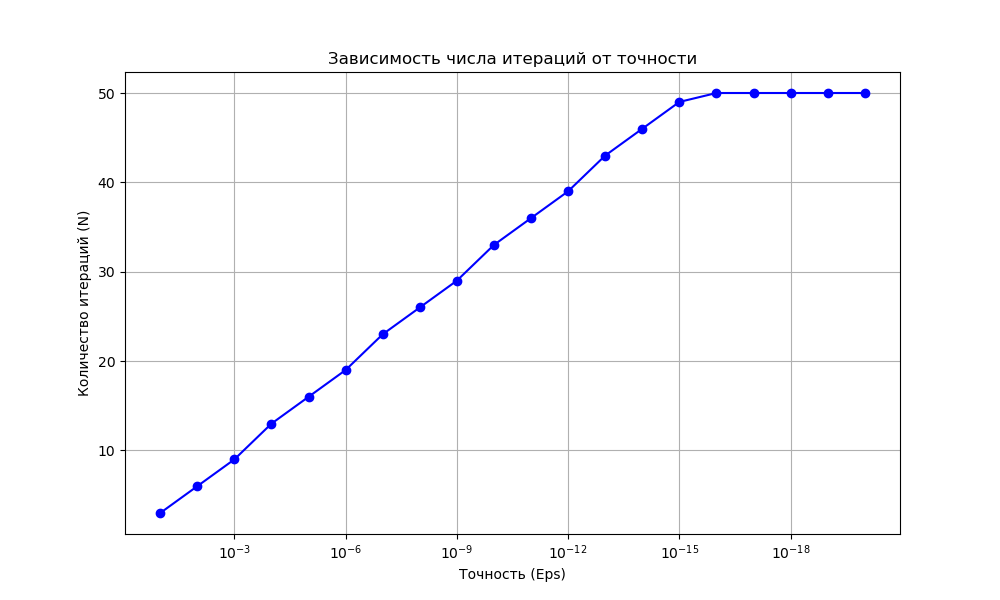 Зависимость числа итераций от точности
Количество итераций (N)
50
40
30
20
10
10⁻³ 10⁻⁶ 10⁻⁹ 10⁻¹² 10⁻¹⁵ 10⁻¹⁸
Точность (Eps)